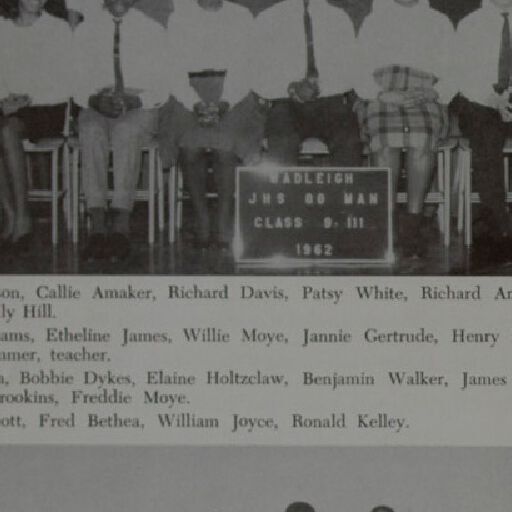 WADLEIGH
JHS 88 MAN
CLASS 9-111
1962
son, Callie Amaker, Richard Davis, Patsy White, Richard An
ly Hill.
ams, Etheline James, Willie Moye, Jannie Gertrude, Henry
mmer, teacher.
n, Bobbie Dykes, Elaine Holtzclaw, Benjamin Walker, James
rookins, Freddie Moye.
ott, Fred Bethea, William Joyce, Ronald Kelley.